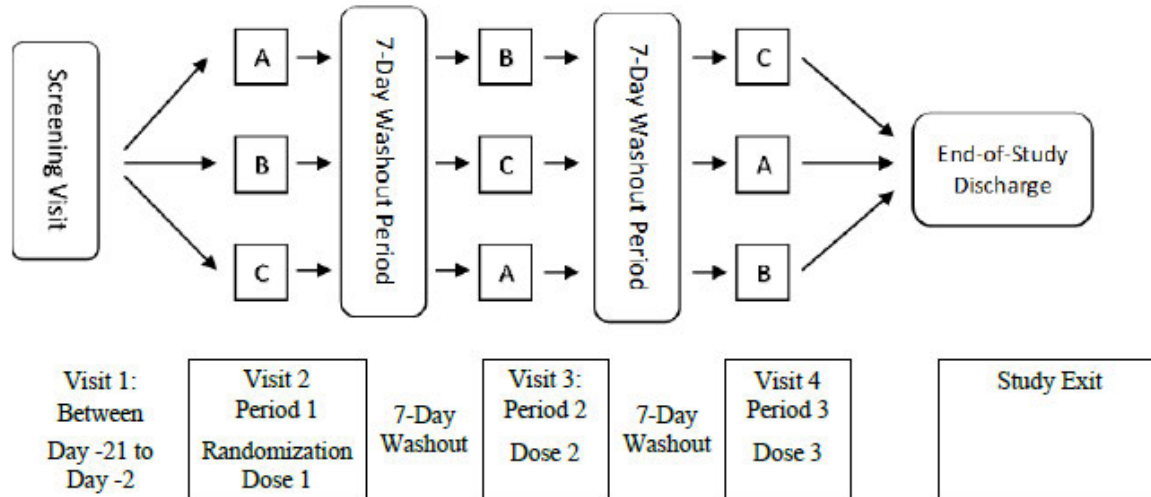 Screening Visit
A
B
C
7-Day Washout Period
B
C
A
7-Day Washout Period
C
A
B
End-of-Study
Discharge
Visit 1:
Between
Day -21 to
Day -2
Visit 2
Period 1
Randomization
Dose 1
7-Day
Washout
Visit 3:
Period 2
Dose 2
7-Day
Washout
Visit 4
Period 3
Dose 3
Study Exit